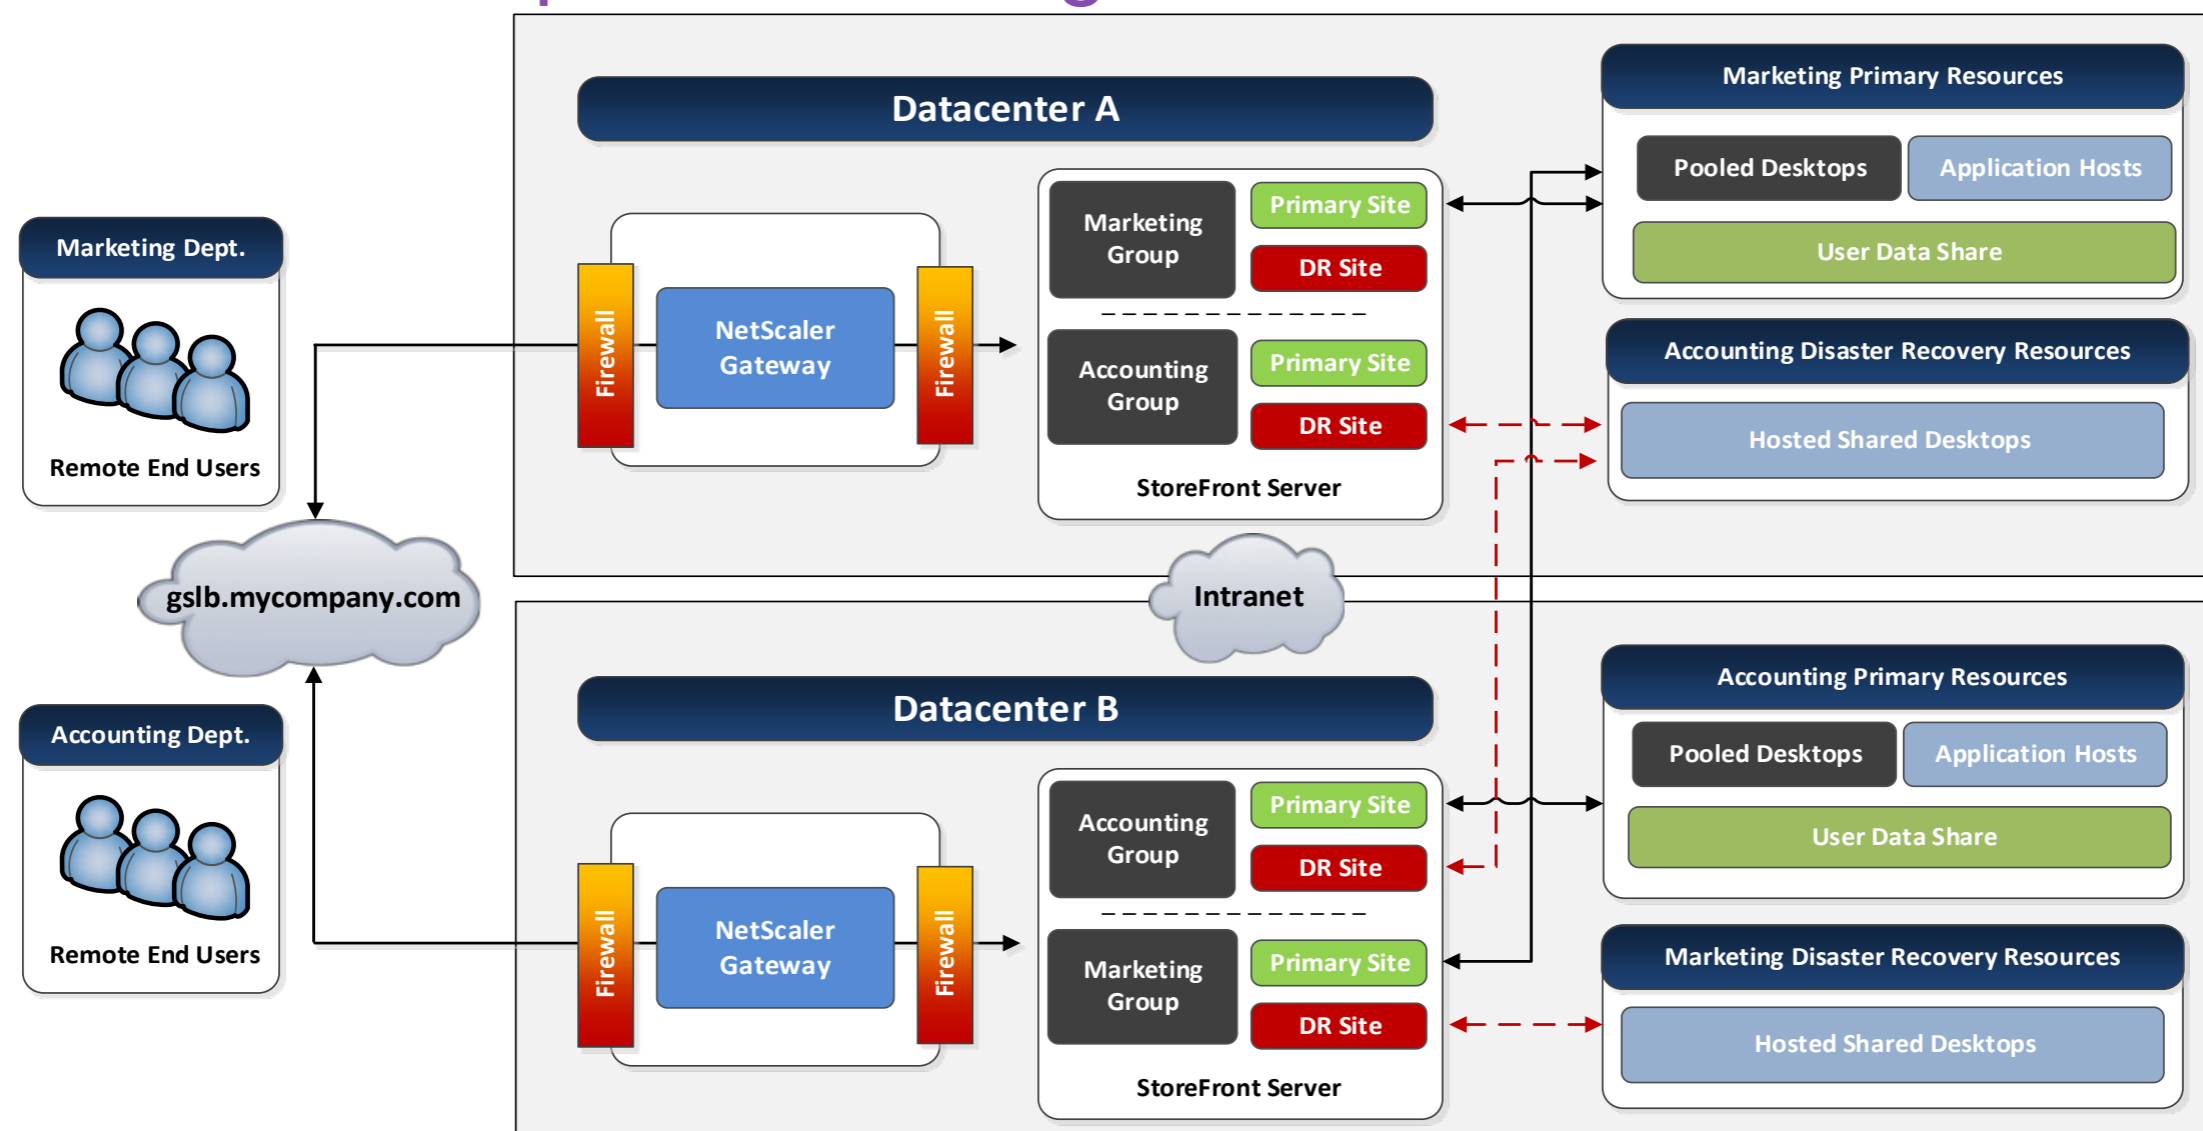 Datacenter A
Marketing Primary Resources
Pooled Desktops
Application Hosts
User Data Share
Marketing
Group
Primary Site
DR Site
Accounting
Group
Primary Site
DR Site
StoreFront Server
Firewall
NetScaler
Gateway
Firewall
Marketing Dept.
Remote End Users
Accounting Disaster Recovery Resources
Hosted Shared Desktops
gslb.mycompany.com
Intranet
Datacenter B
Accounting Primary Resources
Pooled Desktops
Application Hosts
User Data Share
Accounting Dept.
Remote End Users
Firewall
NetScaler
Gateway
Firewall
Accounting
Group
Primary Site
DR Site
Marketing
Group
Primary Site
DR Site
StoreFront Server
Marketing Disaster Recovery Resources
Hosted Shared Desktops